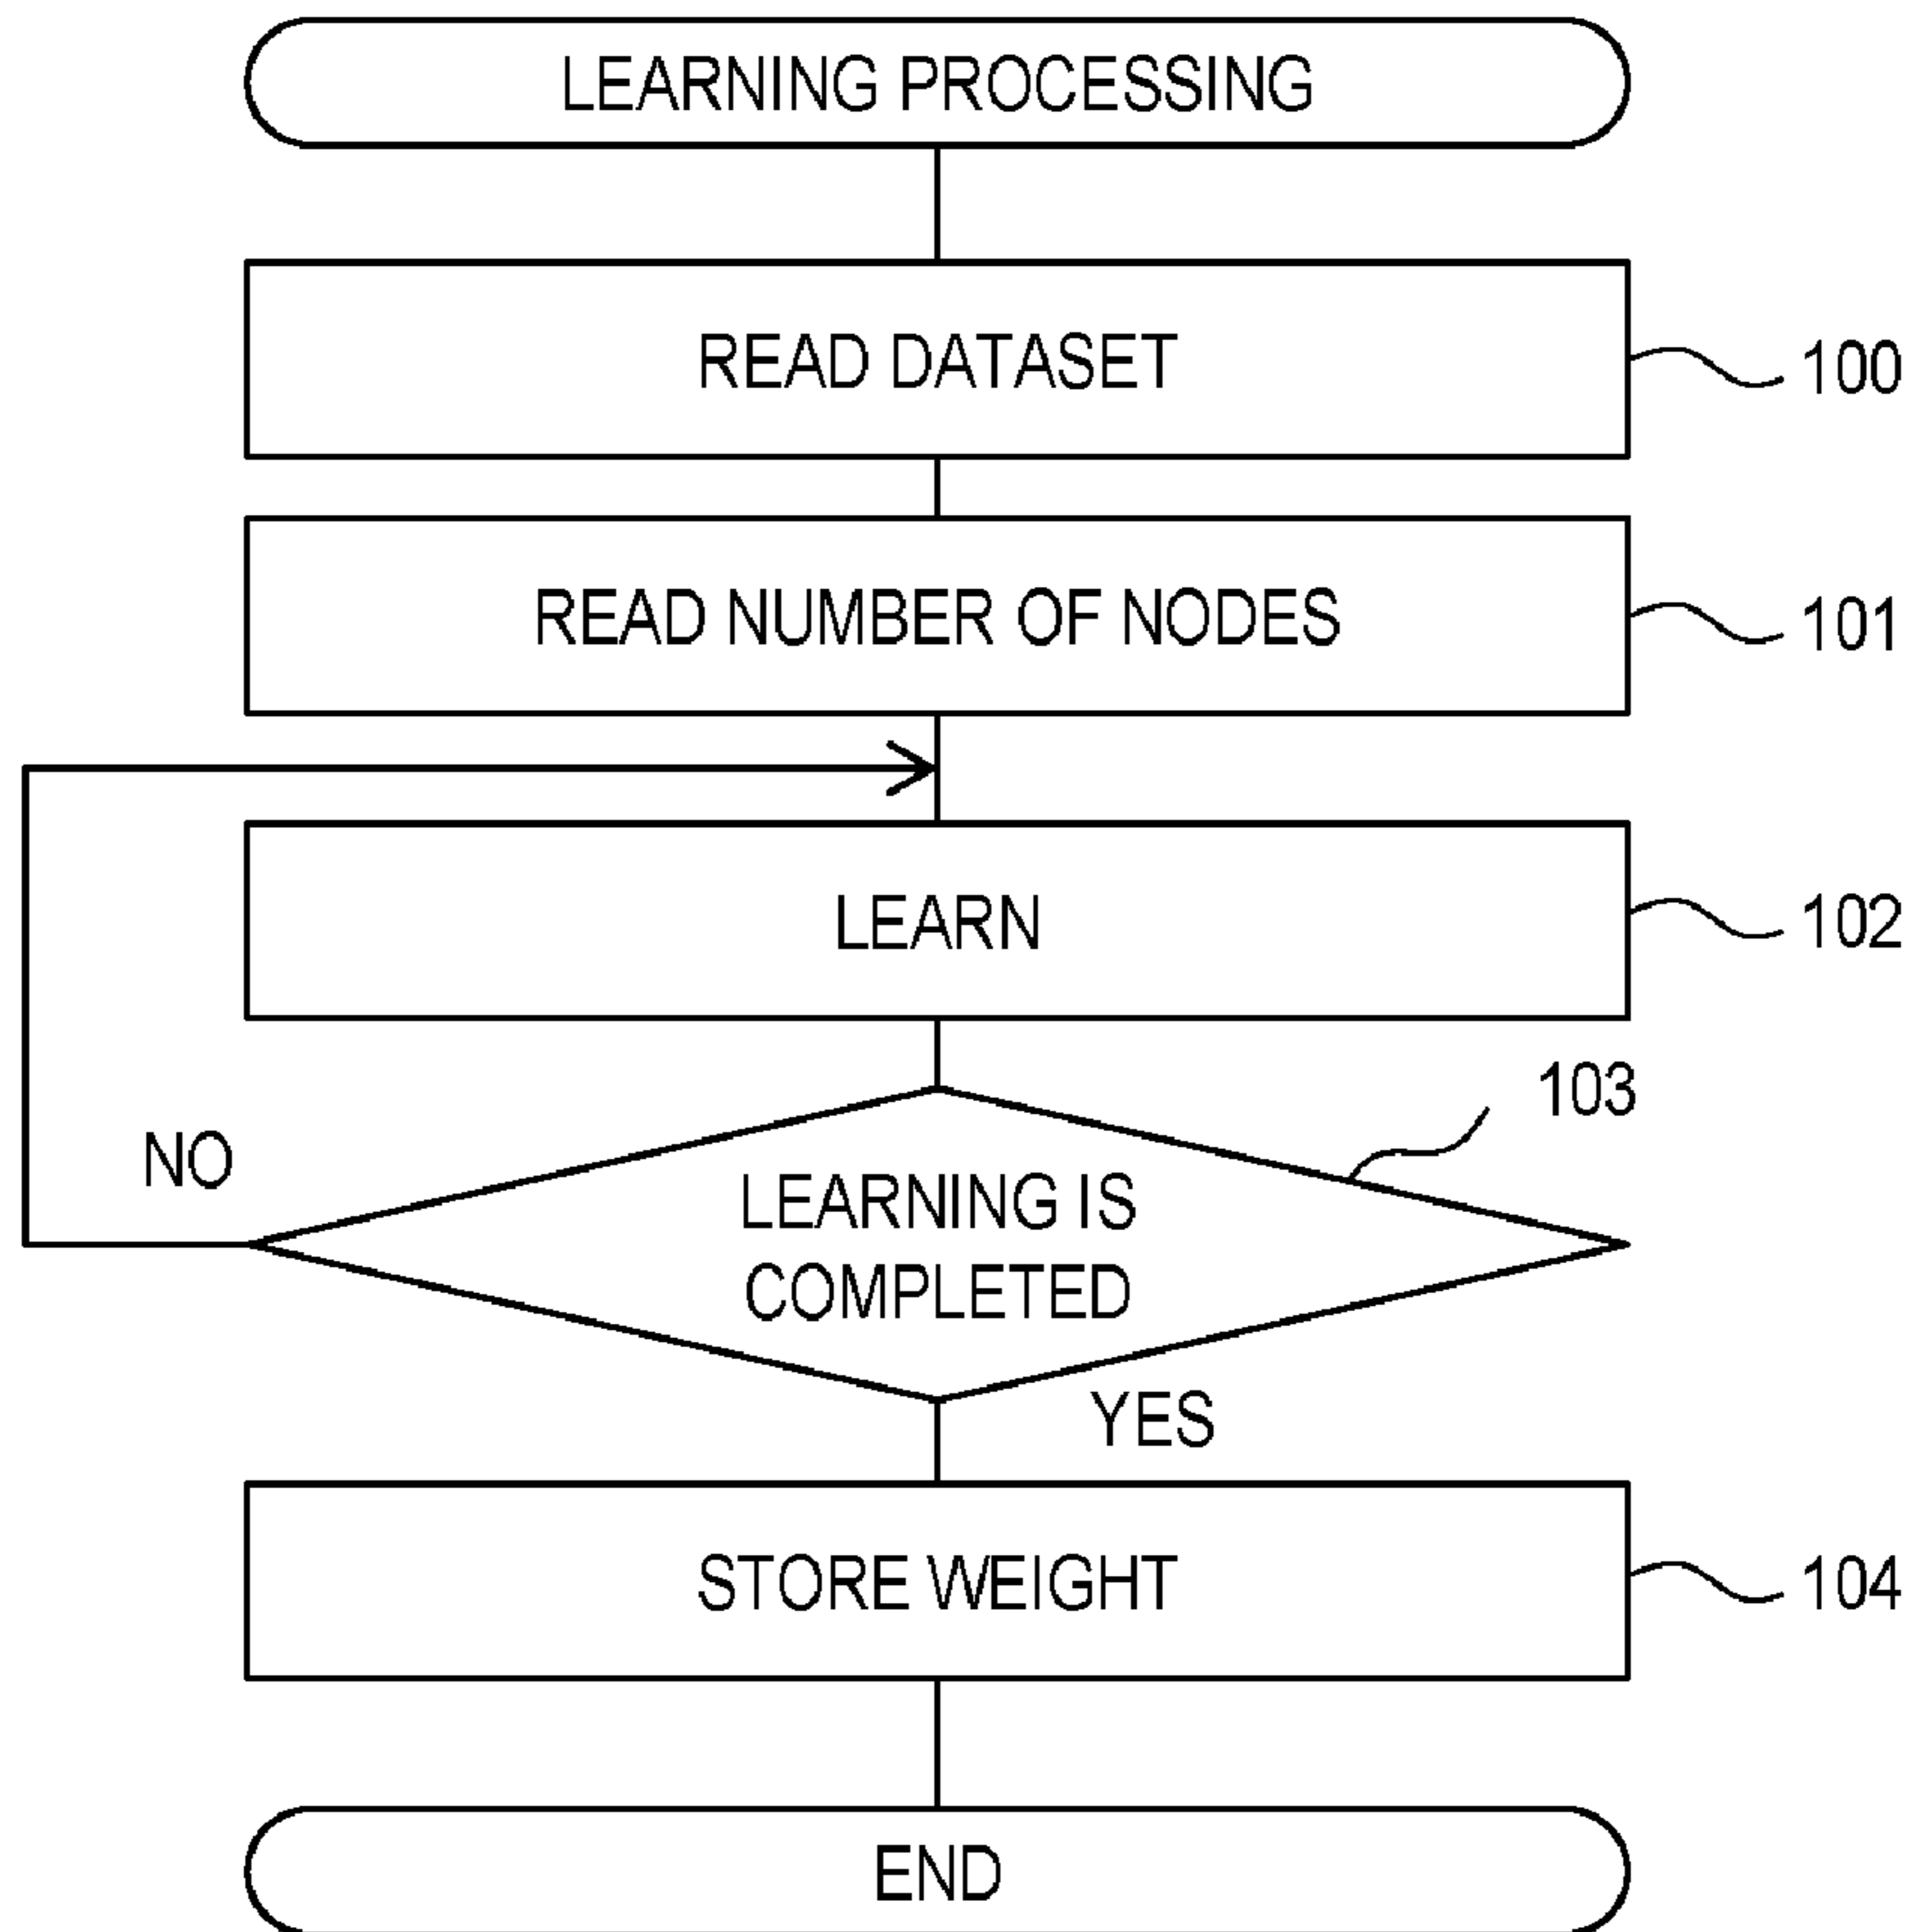 LEARNING PROCESSING
READ DATASET
100
READ NUMBER OF NODES
101
LEARN
102
103
NO
LEARNING IS
COMPLETED
YES
STORE WEIGHT
104
END